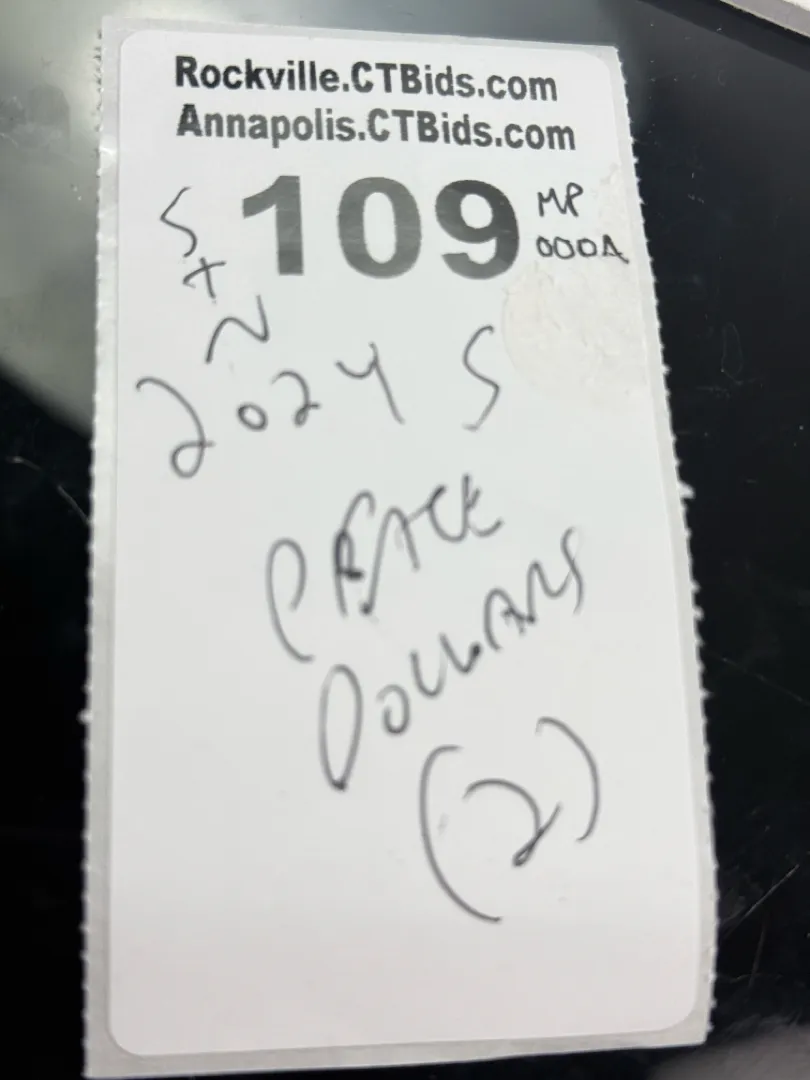 Rockville.CTBids.com
Annapolis.CTBids.com
S 109 MP
000A
+
N
2024 S
PEACE
DOLLARS
(2)